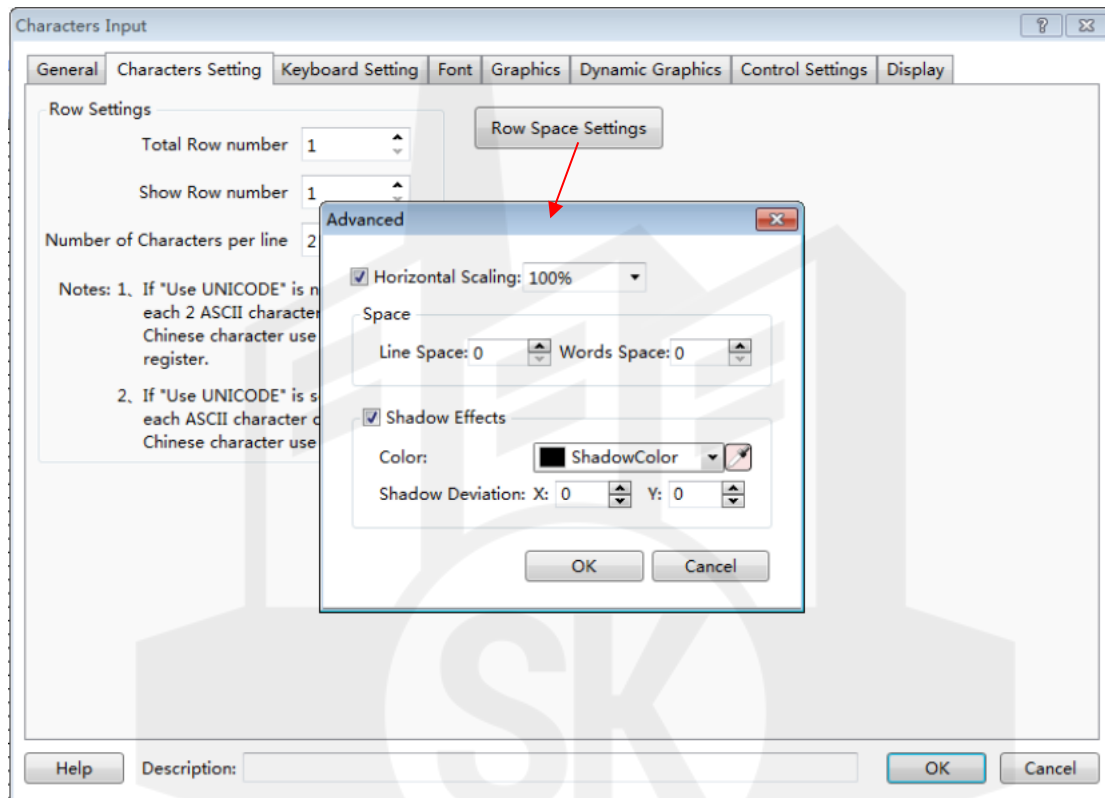 Characters Input
General Characters Setting Keyboard Setting Font Graphics Dynamic Graphics Control Settings Display
Row Settings
Total Row number 1
Show Row number 1
Number of Characters per line 2
Notes: 1、If "Use UNICODE" is n
each 2 ASCII character
Chinese character use
register.
2、If "Use UNICODE" is s
each ASCII character c
Chinese character use
Row Space Settings
Advanced
Horizontal Scaling: 100%
Space
Line Space: 0 Words Space: 0
Shadow Effects
Color: ShadowColor
Shadow Deviation: X: 0 Y: 0
OK Cancel
SK
Help Description: OK Cancel